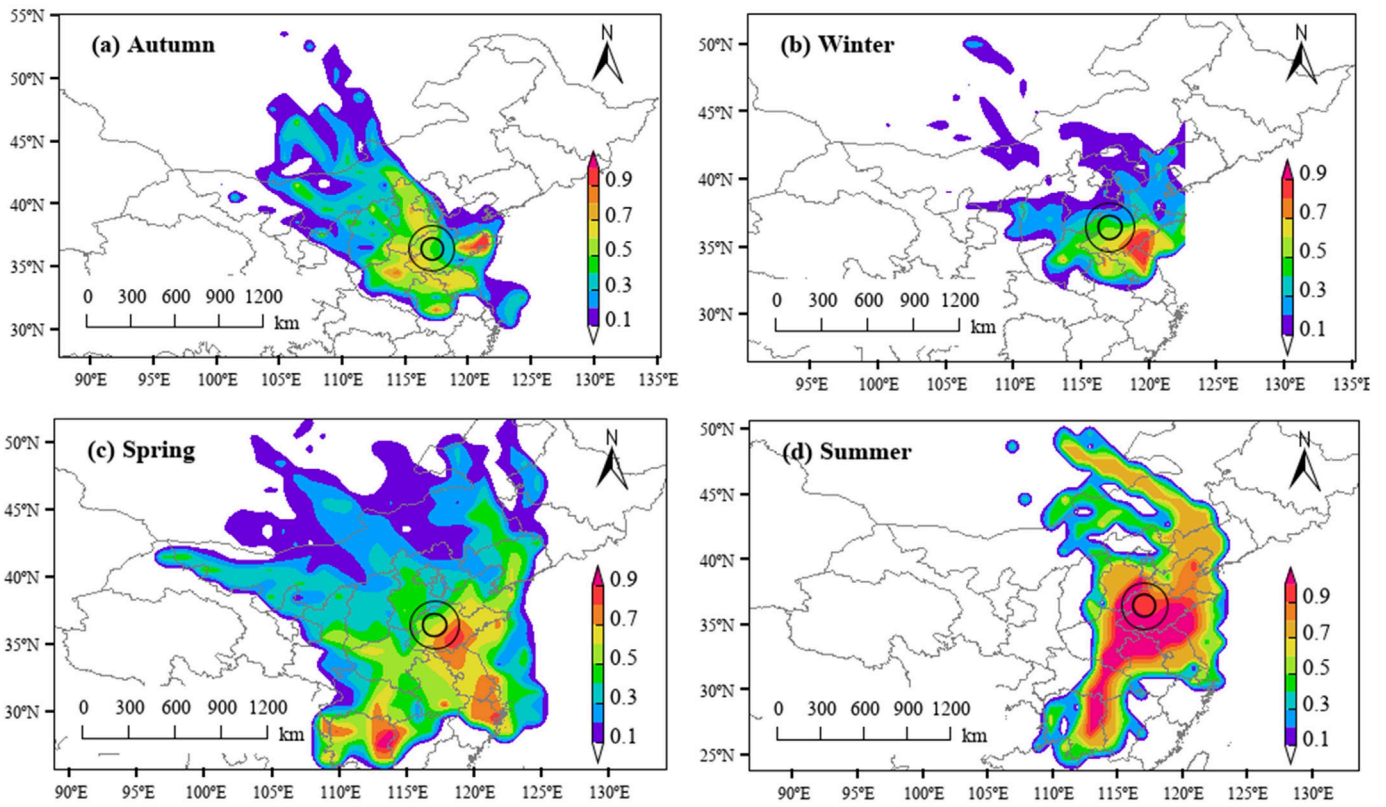 (a) Autumn
N
55°N
50°N
45°N
40°N
35°N
30°N
0 300 600 900 1200
km
0.9
0.7
0.5
0.3
0.1
90°E 95°E 100°E 105°E 110°E 115°E 120°E 125°E 130°E 135°E
(b) Winter
N
50°N
45°N
40°N
35°N
30°N
0 300 600 900 1200
km
0.9
0.7
0.5
0.3
0.1
95°E 100°E 105°E 110°E 115°E 120°E 125°E 130°E 135°E
(c) Spring
N
50°N
45°N
40°N
35°N
30°N
0 300 600 900 1200
km
0.9
0.7
0.5
0.3
0.1
90°E 95°E 100°E 105°E 110°E 115°E 120°E 125°E 130°E
(d) Summer
N
50°N
45°N
40°N
35°N
30°N
25°N
0 300 600 900 1200
km
0.9
0.7
0.5
0.3
0.1
90°E 95°E 100°E 105°E 110°E 115°E 120°E 125°E 130°E